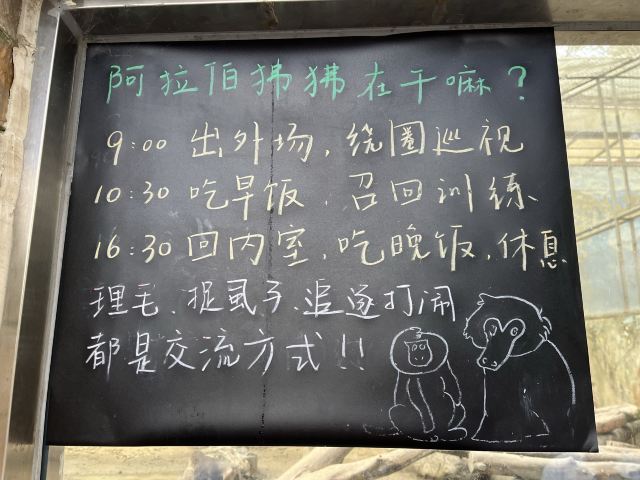 阿拉伯狒狒在干嘛？
9:00 出外场，绕圈巡视
10:30 吃早饭、召回训练
16:30 回内室，吃晚饭，休息
理毛、捉虱子、追逐打闹
都是交流方式!!